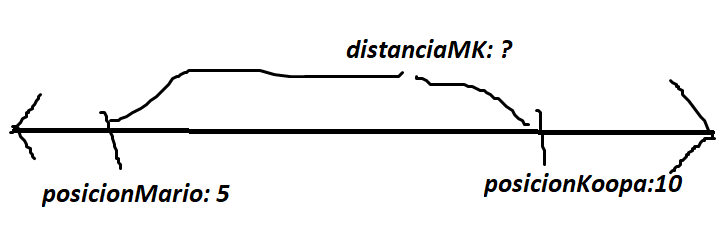 distanciaMK: ?
posicionMario: 5
posicionKoopa:10